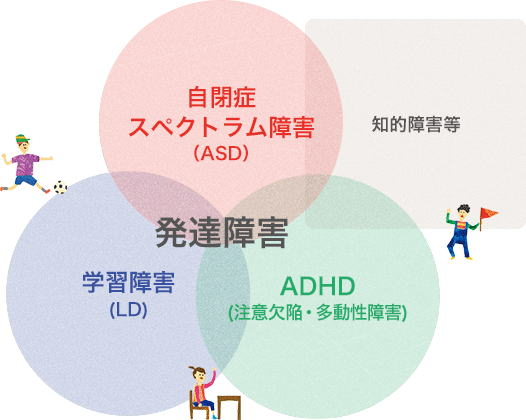 自閉症
スペクトラム障害
（ASD）
知的障害等
発達障害
学習障害
(LD)
ADHD
(注意欠陥・多動性障害)